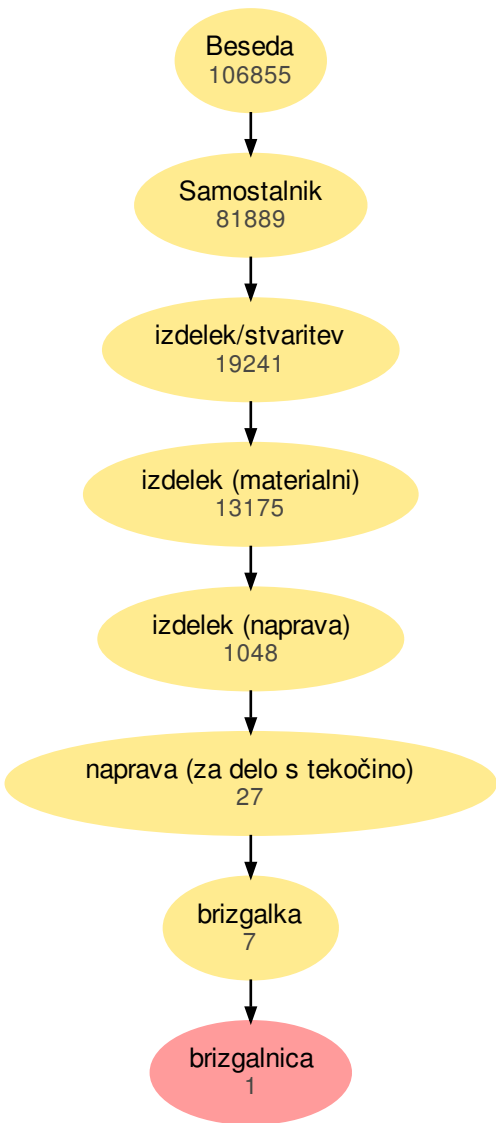 Beseda
106855
Samostalnik
81889
izdelek/stvaritev
19241
izdelek (materialni)
13175
izdelek (naprava)
1048
naprava (za delo s tekočino)
27
brizgalka
7
brizgalnica
1